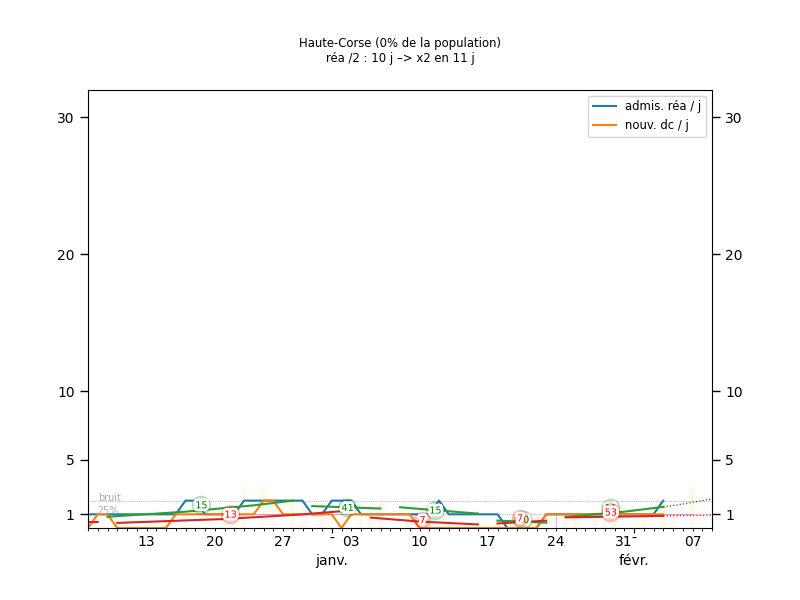 Haute-Corse (0% de la population)
réa /2 : 10 j –> x2 en 11 j
admis. réa / j
nouv. dc / j
30 30
20 20
10 10
5 5
bruit
25%
1 1
15 13 41 7 15 7 53
13 20 27 03 10 17 24 31 07
janv. févr.